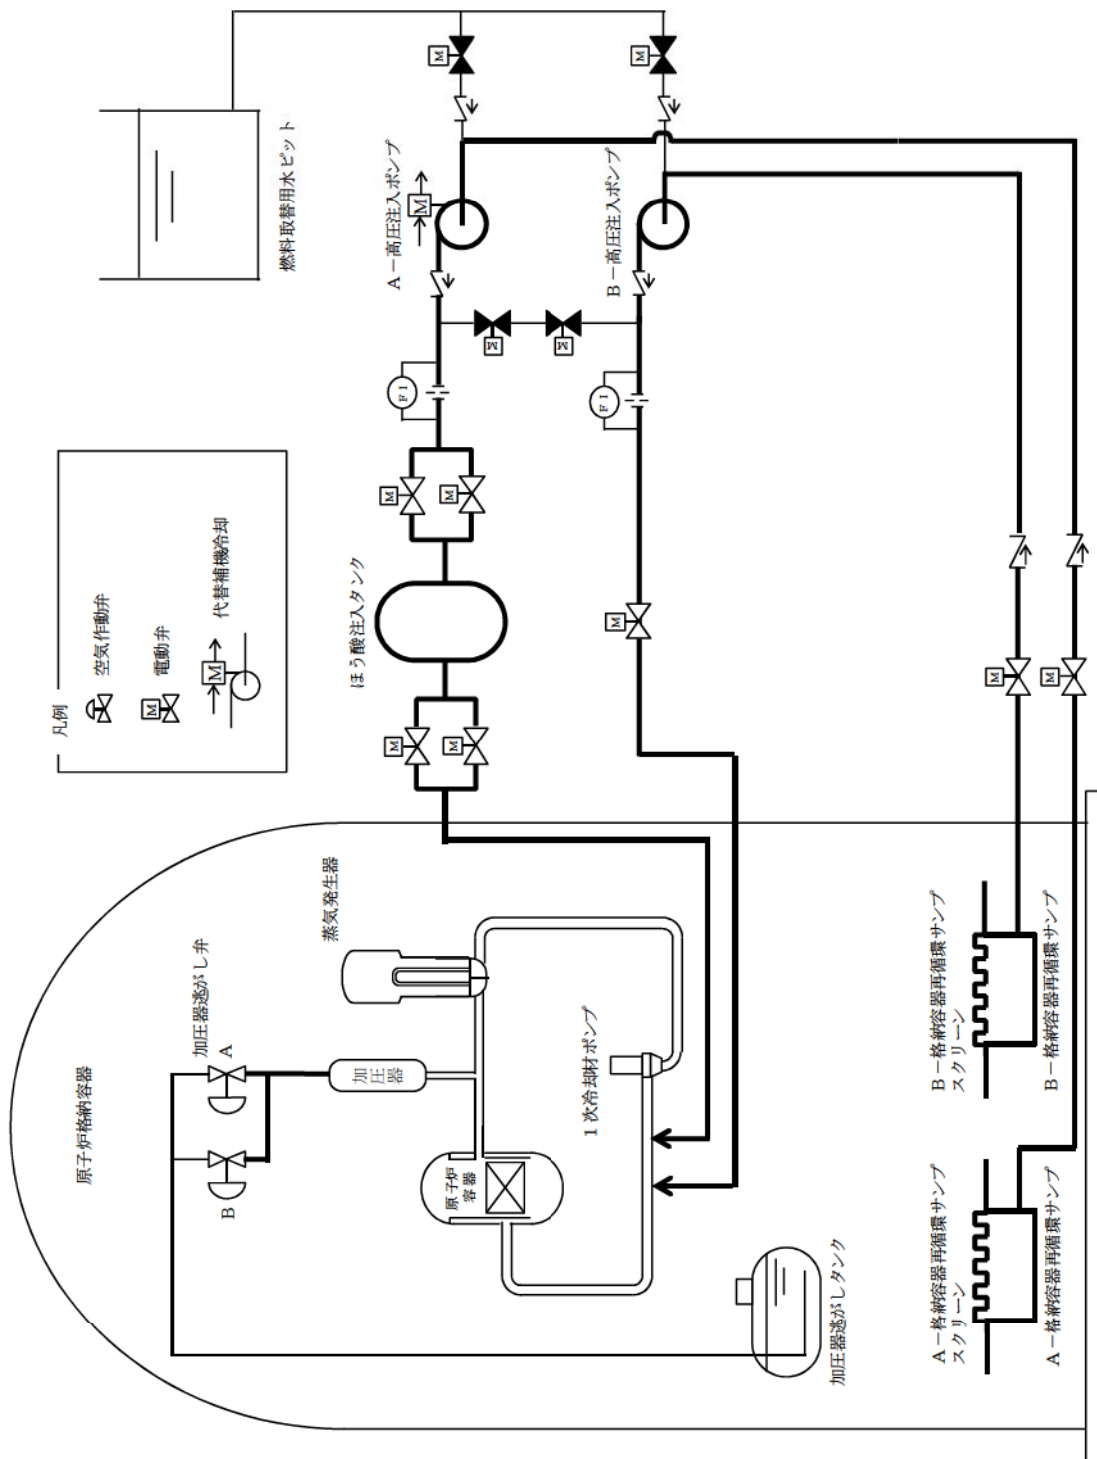 凡例
空気作動弁
M
電動弁
M
代替補機冷却
M
燃料取替用水ピット
M
M
A－高圧注入ポンプ
M
B－高圧注入ポンプ
M
M
FI
FI
M
M
ほう酸注入タンク
M
M
M
M
M
原子炉格納容器
加圧器逃がし弁
A
B
加圧器
蒸気発生器
原子炉
容器
1次冷却材ポンプ
加圧器逃がしタンク
A－格納容器再循環サンプ
スクリーン
A－格納容器再循環サンプ
B－格納容器再循環サンプ
スクリーン
B－格納容器再循環サンプ